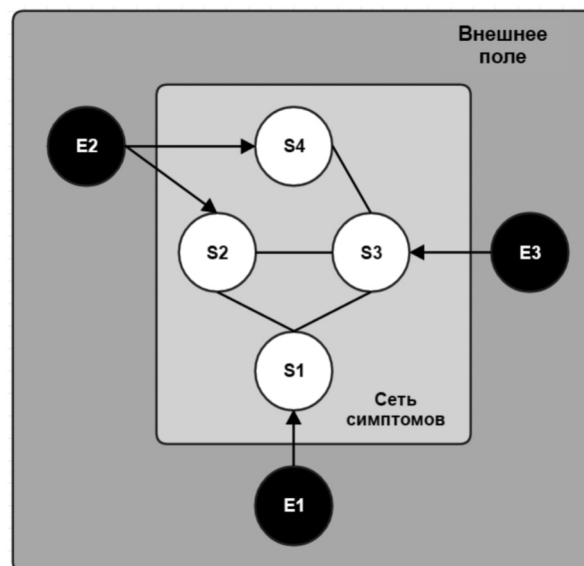 Внешнее
поле
E2
S4
S2
S3
E3
S1
Сеть
симптомов
E1